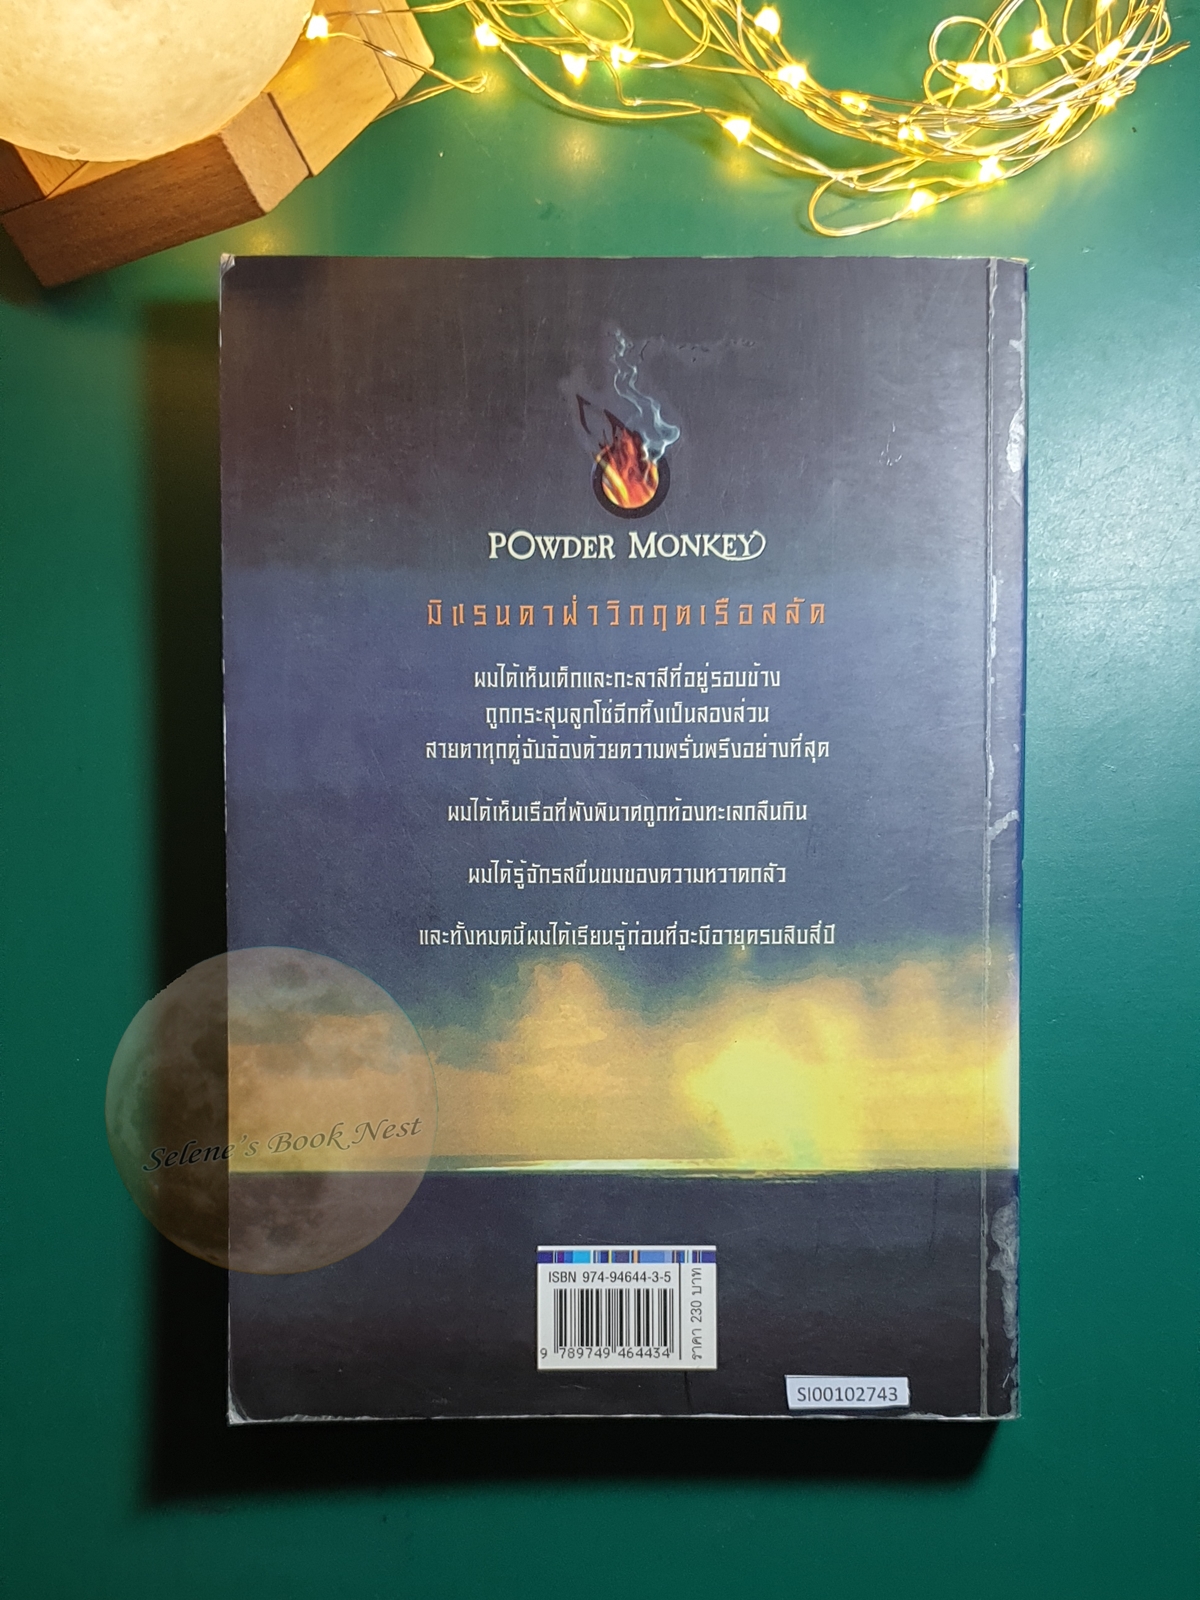 POWDER MONKEY
มิแรนดาฝ่าวิกฤตเรือสลัด
ผมได้เห็นเด็กและกะลาสีที่อยู่รอบข้าง
ถูกกระสุนลูกโซ่ฉีกทึ้งเป็นสองส่วน
สายตาทุกคู่จับจ้องด้วยความพรั่นพรึงอย่างที่สุด
ผมได้เห็นเรือที่พังพินาศถูกท้องทะเลกลืนกิน
ผมได้รู้จักรสขื่นขมของความหวาดกลัว
และทั้งหมดนี้ผมได้เรียนรู้ก่อนที่จะมีอายุครบสิบสี่ปี
Selene's Book Nest
ISBN 974-94644-3-5
9 789749 464434
ราคา 230 บาท
SI00102743